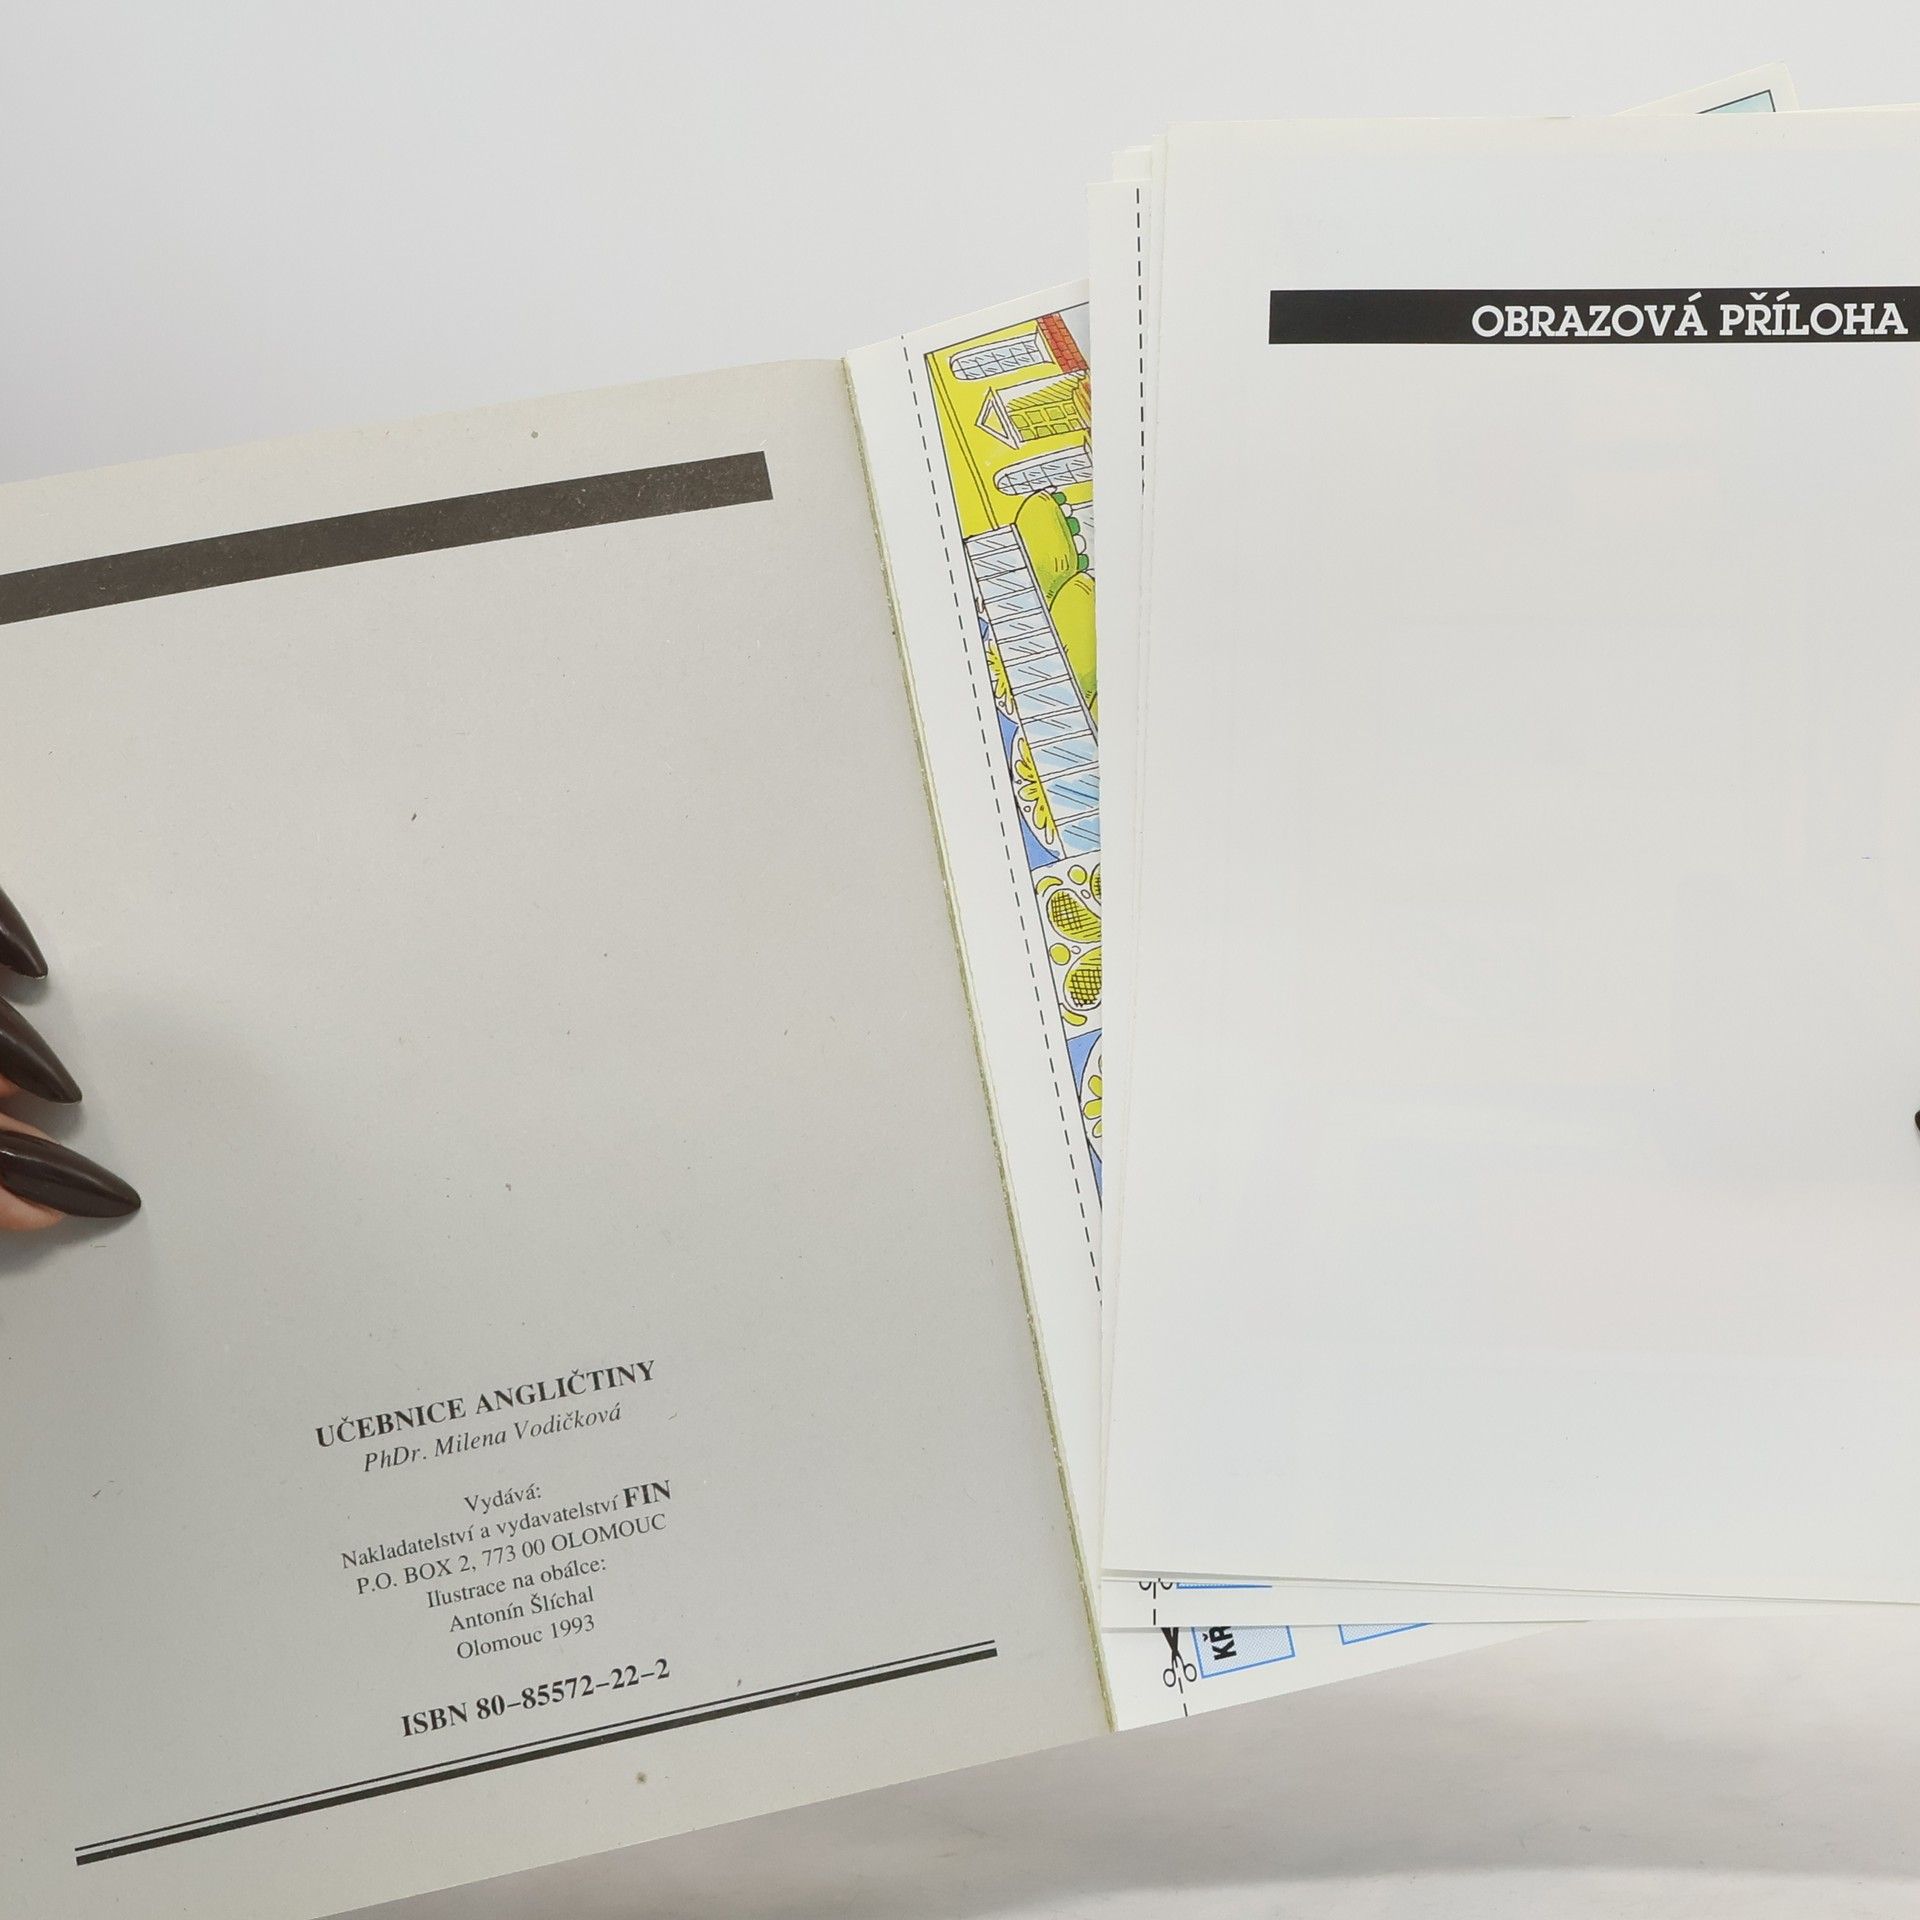 UČEBNICE ANGLIČTINY
PhDr. Milena Vodičková
Vydává:
Nakladatelství a vydavatelství FIN
P.O. BOX 2, 773 00 OLOMOUC
Ilustrace na obálce:
Antonín Šlíchal
Olomouc 1993
ISBN 80-85572-22-2
OBRAZOVÁ PŘÍLOHA